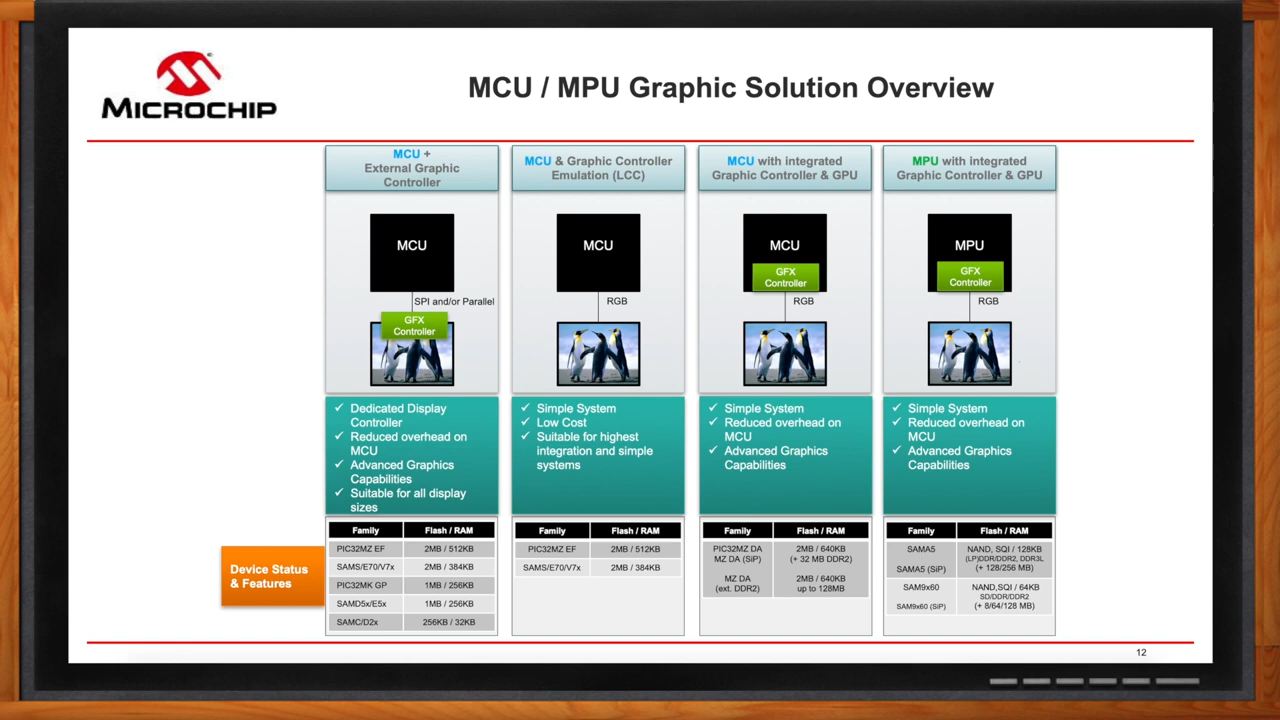 MICROCHIP
MCU / MPU Graphic Solution Overview
MCU +
External Graphic
Controller
MCU
SPI and/or Parallel
GFX
Controller
✓ Dedicated Display
Controller
✓ Reduced overhead on
MCU
✓ Advanced Graphics
Capabilities
✓ Suitable for all display
sizes
Family Flash / RAM
PIC32MZ EF 2MB / 512KB
SAMS/E70/V7x 2MB / 384KB
PIC32MK GP 1MB / 256KB
SAMD5x/E5x 1MB / 256KB
SAMC/D2x 256KB / 32KB
MCU & Graphic Controller
Emulation (LCC)
MCU
RGB
✓ Simple System
✓ Low Cost
✓ Suitable for highest
integration and simple
systems
Family Flash / RAM
PIC32MZ EF 2MB / 512KB
SAMS/E70/V7x 2MB / 384KB
MCU with integrated
Graphic Controller & GPU
MCU
GFX
Controller
RGB
✓ Simple System
✓ Reduced overhead on
MCU
✓ Advanced Graphics
Capabilities
Family Flash / RAM
PIC32MZ DA 2MB / 640KB
MZ DA (SiP) (+ 32 MB DDR2)
MZ DA 2MB / 640KB
(ext. DDR2) up to 128MB
MPU with integrated
Graphic Controller & GPU
MPU
GFX
Controller
RGB
✓ Simple System
✓ Reduced overhead on
MCU
✓ Advanced Graphics
Capabilities
Family Flash / RAM
SAMA5 NAND, SQI / 128KB
(LP)DDR/DDR2, DDR3L
SAMA5 (SiP) (+ 128/256 MB)
SAM9x60 NAND,SQI / 64KB
SD/DDR/DDR2
SAM9x60 (SiP) (+ 8/64/128 MB)
Device Status
& Features
12